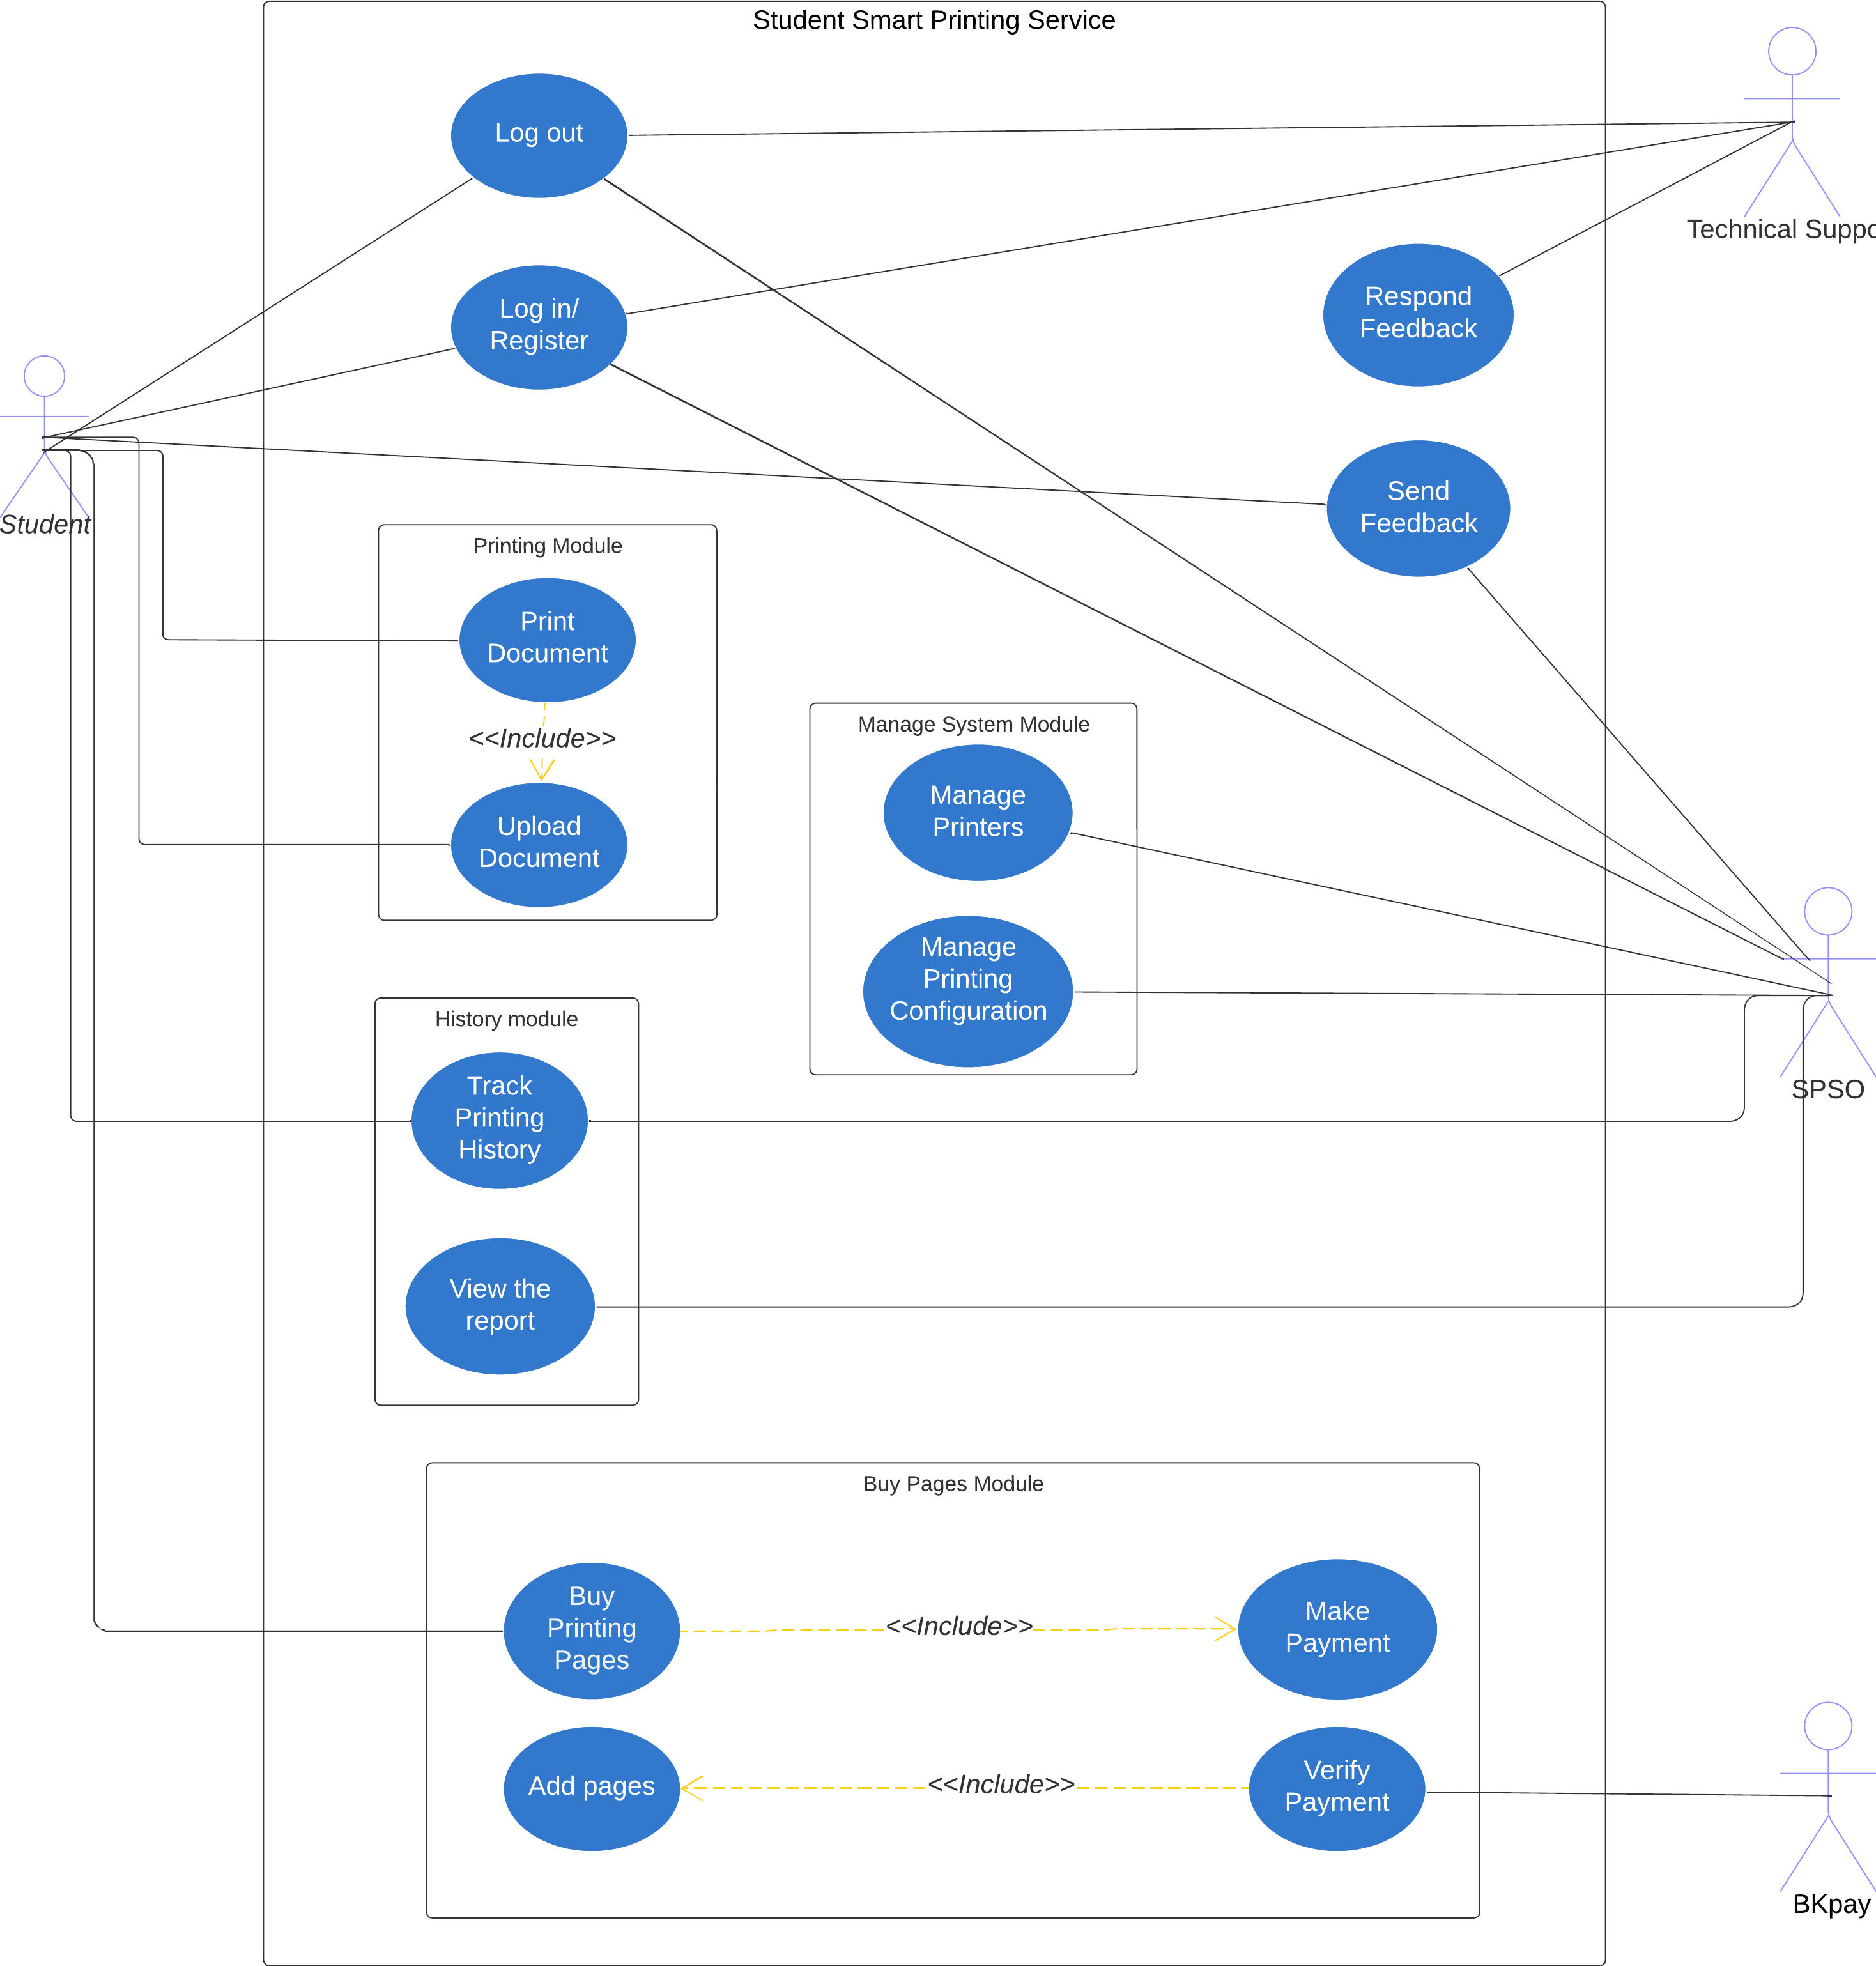 Student Smart Printing Service
Log out
Technical Suppo
Log in/
Register
Respond
Feedback
Student
Send
Feedback
Printing Module
Print
Document
<<Include>>
Upload
Document
Manage System Module
Manage
Printers
Manage
Printing
Configuration
SPSO
History module
Track
Printing
History
View the
report
Buy Pages Module
Buy
Printing
Pages
<<Include>>
Make
Payment
Add pages
<<Include>>
Verify
Payment
BKpay